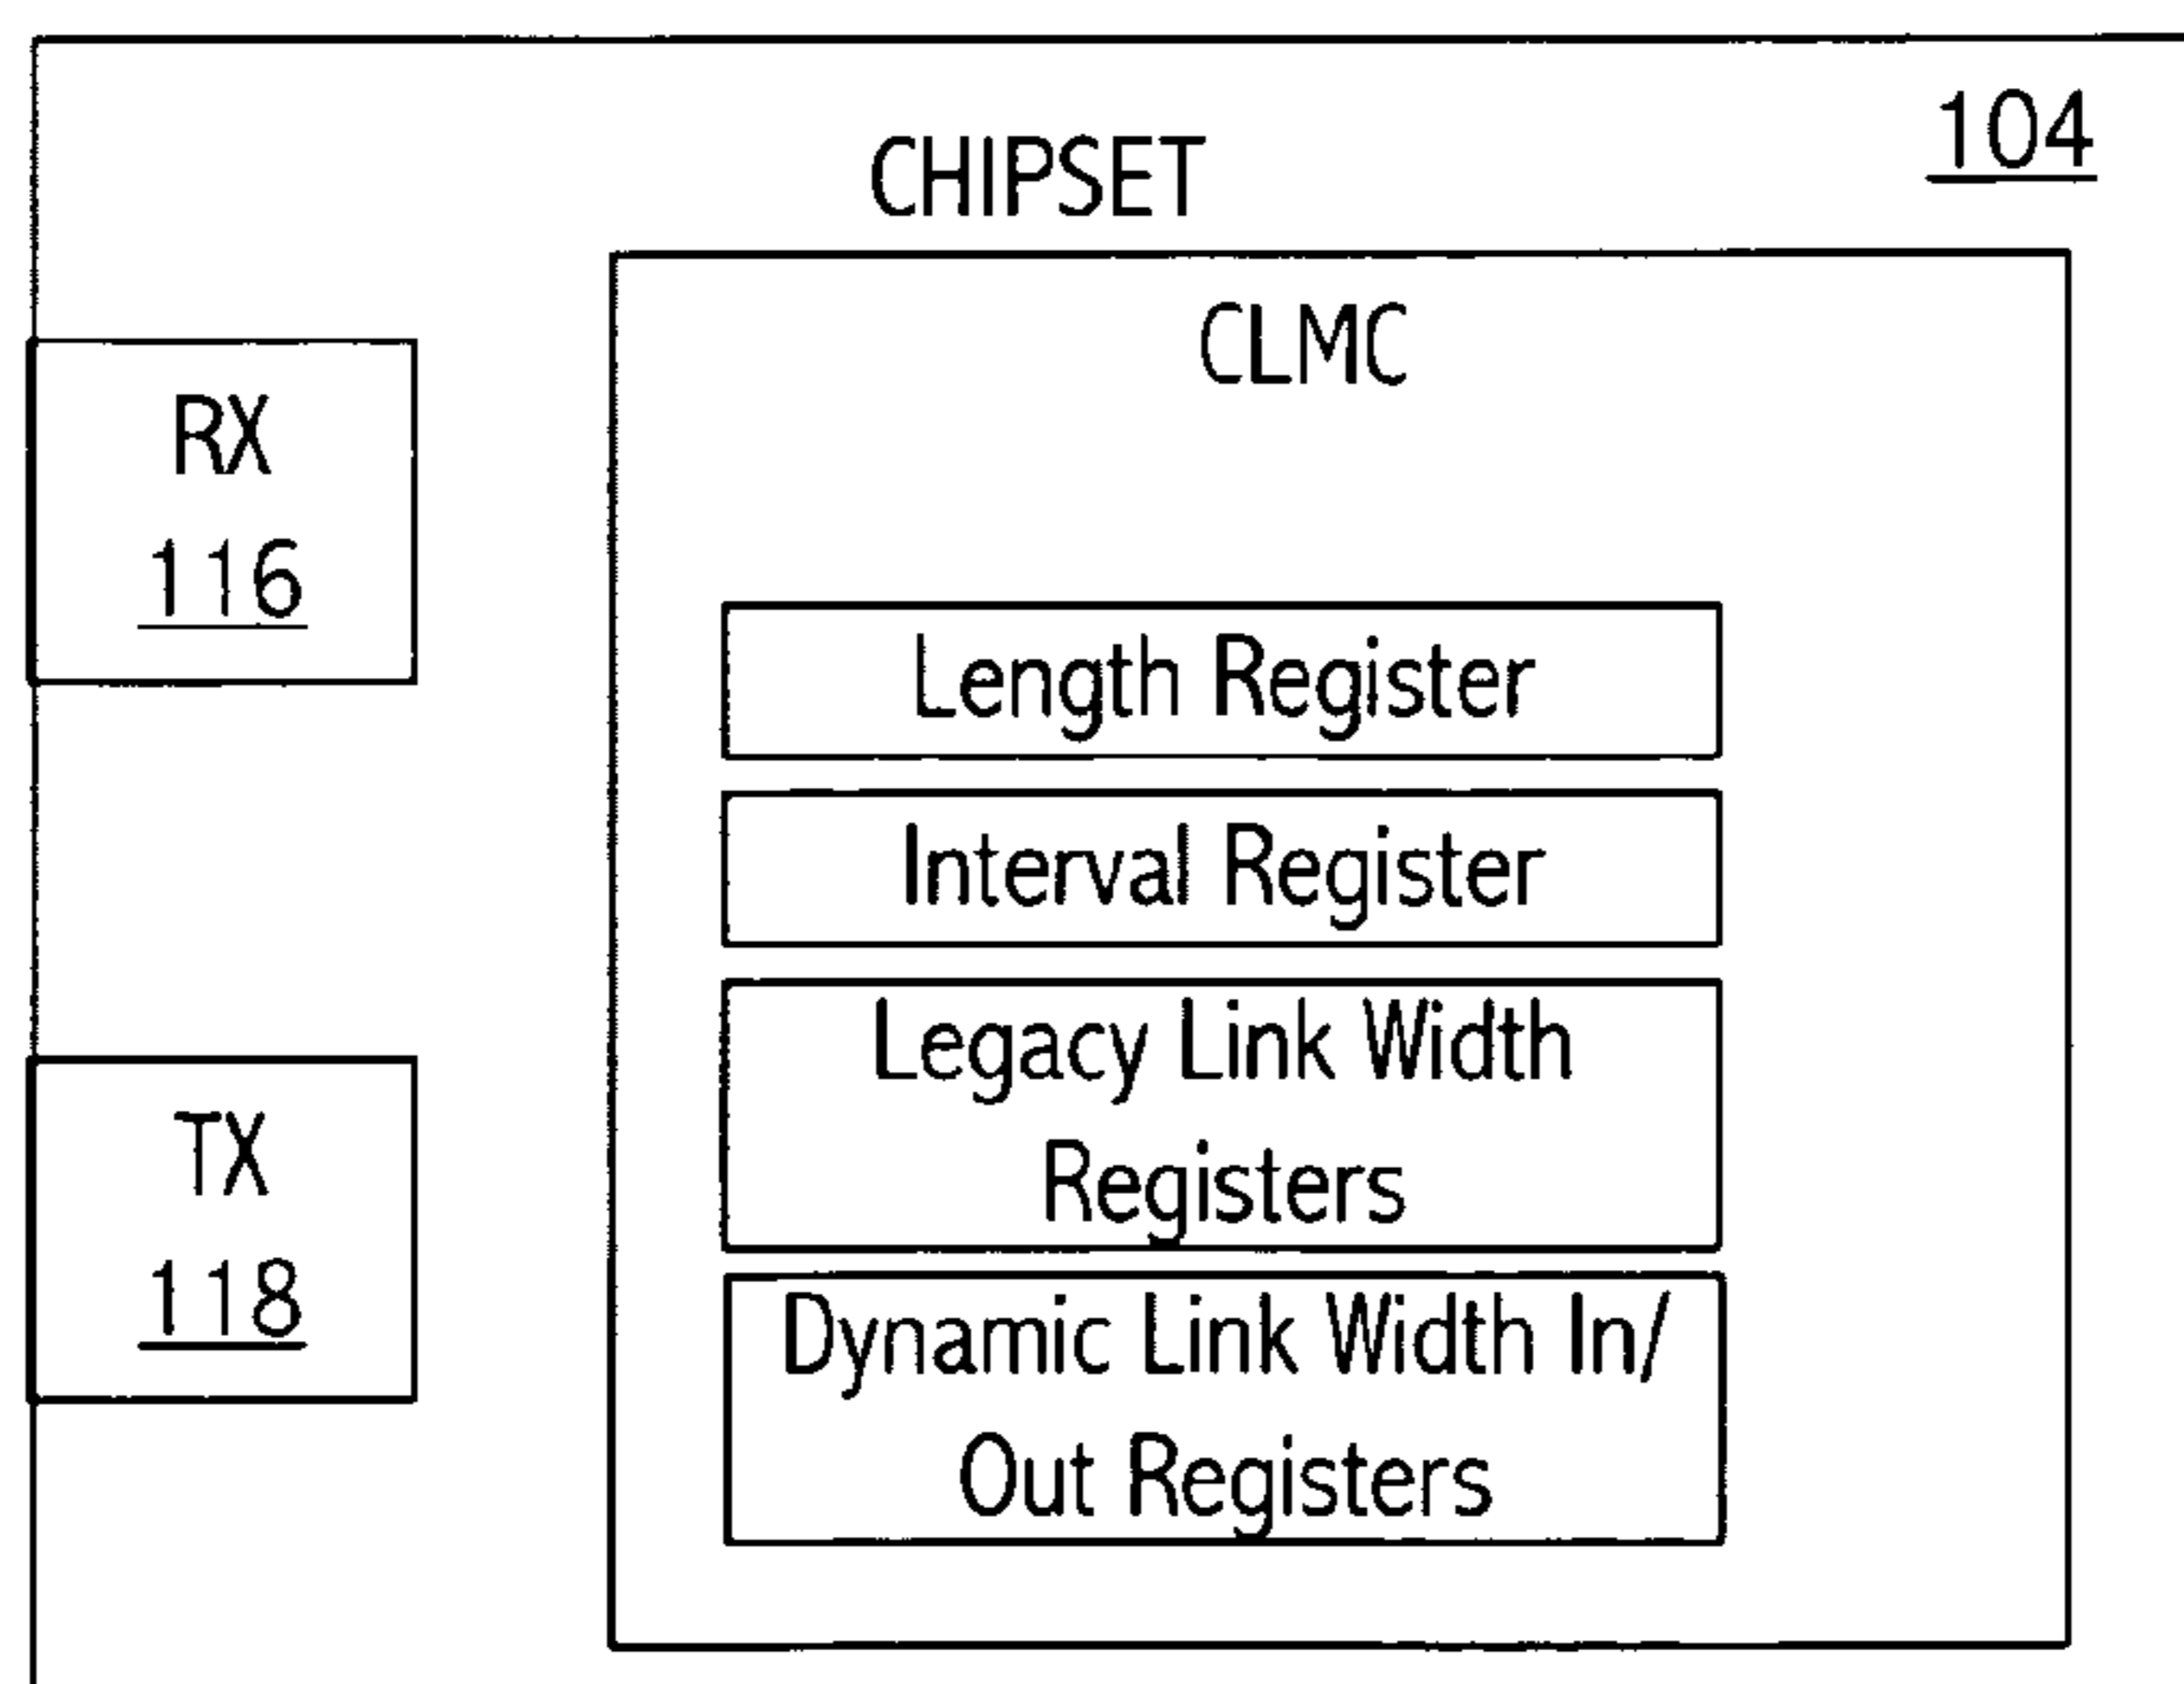 104
CHIPSET
CLMC
RX
116
Length Register
Interval Register
Legacy Link Width
Registers
TX
118
Dynamic Link Width In/
Out Registers